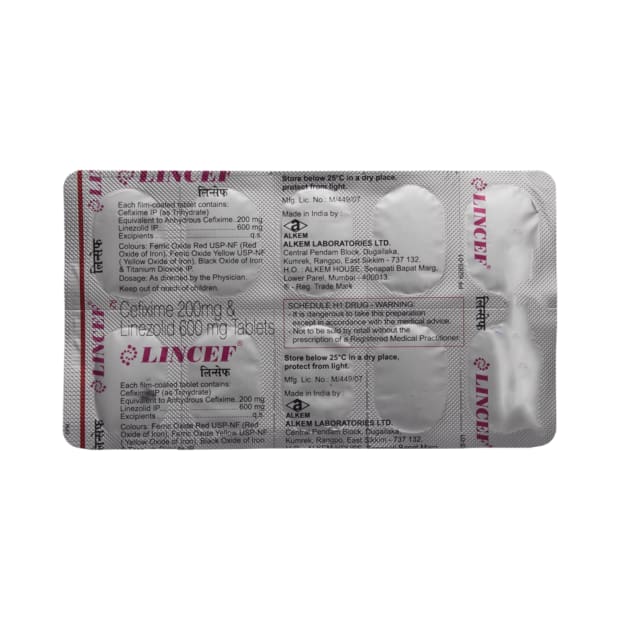 LINCEF®
लिनसेफ
Each film-coated tablet contains:
Cefixime IP (as Trihydrate)
Equivalent to Anhydrous Cefixime. 200 mg
Linezolid IP 600 mg
Excipients q.s.
Colours: Ferric Oxide Red USP-NF (Red
Oxide of Iron), Ferric Oxide Yellow USP-NF
( Yellow Oxide of Iron), Black Oxide of Iron
& Titanium Dioxide IP.
Dosage: As directed by the Physician.
Keep out of reach of children.
Store below 25°C in a dry place,
protect from light.
Mfg. Lic. No.: M/449/07
Made in India by :
a
ALKEM
ALKEM LABORATORIES LTD.
Central Pendam Block, Dugailaka,
Kumrek, Rangpo, East Sikkim - 737 132.
H.O. : ALKEM HOUSE, Senapati Bapat Marg,
Lower Parel, Mumbai - 400013.
® - Reg. Trade Mark
LINCEF®
लिनसेफ
LINCEF®
Cefixime 200mg &
Linezolid 600 mg Tablets
LINCEF®
लिनसेफ
Each film-coated tablet contains:
Cefixime IP (as Trihydrate)
Equivalent to Anhydrous Cefixime. 200 mg
Linezolid IP 600 mg
Excipients q.s.
Colours: Ferric Oxide Red USP-NF (Red
Oxide of Iron), Ferric Oxide Yellow USP-NF
( Yellow Oxide of Iron), Black Oxide of Iron
SCHEDULE H1 DRUG - WARNING:
- It is dangerous to take this preparation
except in accordance with the medical advice.
- Not to be sold by retail without the
prescription of a Registered Medical Practitioner.
Store below 25°C in a dry place,
protect from light.
Mfg. Lic. No.: M/449/07
Made in India by :
a
ALKEM
ALKEM LABORATORIES LTD.
Central Pendam Block, Dugailaka,
Kumrek, Rangpo, East Sikkim - 737 132.
LINCEF®
लिनसेफ
लिनसेफ
LINCEF®